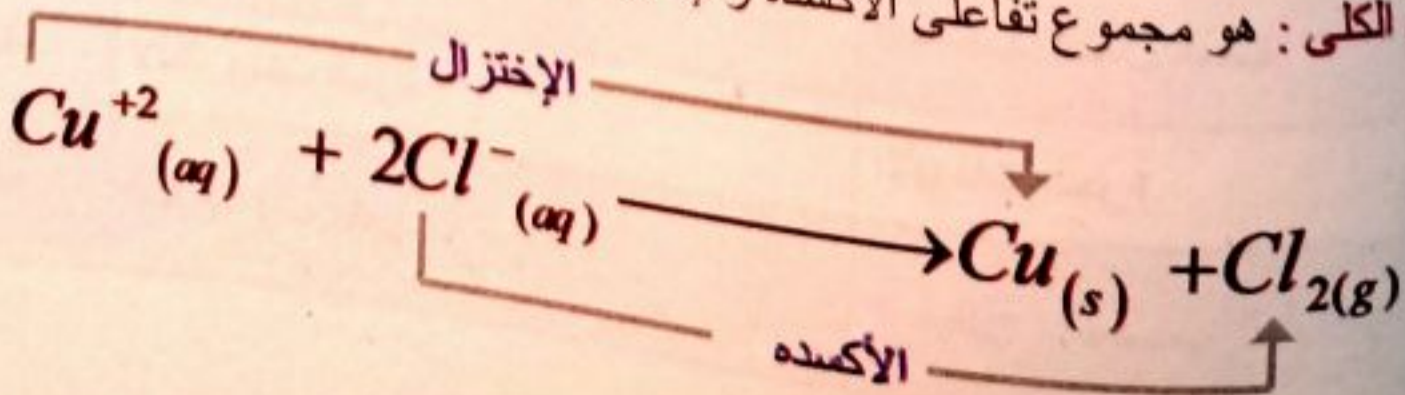 الكلى : هو مجموع تفاعلى
الإختزال
Cu⁺²(aq) + 2Cl⁻(aq) → Cu(s) + Cl₂(g)
الأكسده